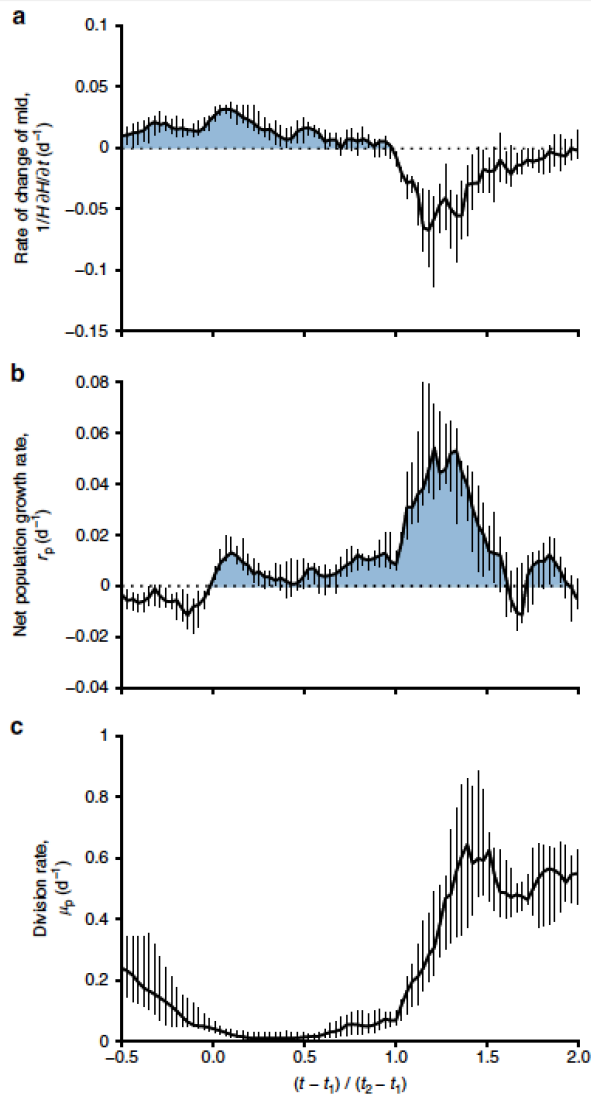 a
Rate of change of mld,
1/H ∂H/∂t (d⁻¹)
0.1
0.05
0
−0.05
−0.1
−0.15
b
Net population growth rate,
rₚ (d⁻¹)
0.08
0.06
0.04
0.02
0
−0.02
−0.04
c
Division rate,
μₚ (d⁻¹)
1
0.8
0.6
0.4
0.2
0
−0.5 0.0 0.5 1.0 1.5 2.0
(t − t₁) / (t₂ − t₁)